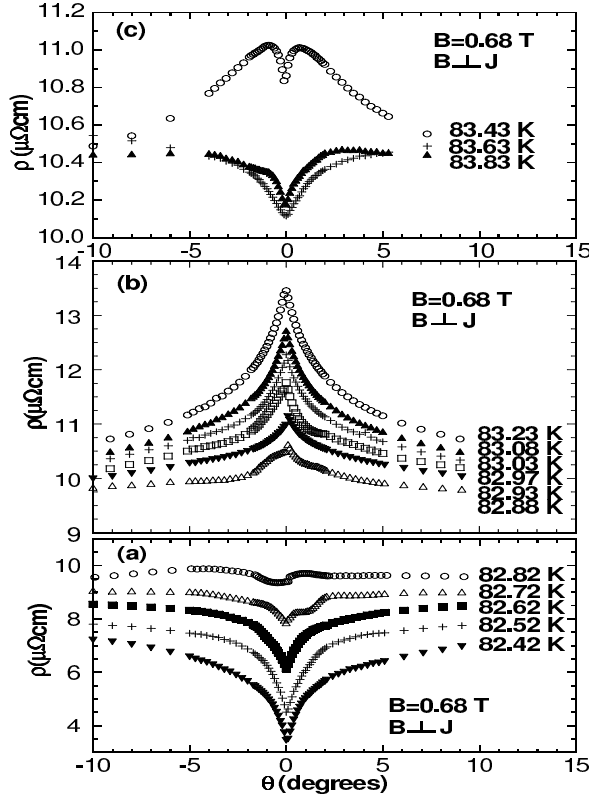 (c)
B=0.68 T
B⊥J
ρ(μΩcm)
11.2
11.0
10.8
10.6
10.4
10.2
10.0
83.43 K
83.63 K
83.83 K
-10 -5 0 5 10 15
(b)
B=0.68 T
B⊥J
ρ(μΩcm)
14
13
12
11
10
9
83.23 K
83.08 K
83.03 K
82.97 K
82.93 K
82.88 K
(a)
ρ(μΩcm)
10
8
6
4
82.82 K
82.72 K
82.62 K
82.52 K
82.42 K
B=0.68 T
B⊥J
-10 -5 0 5 10 15
θ (degrees)